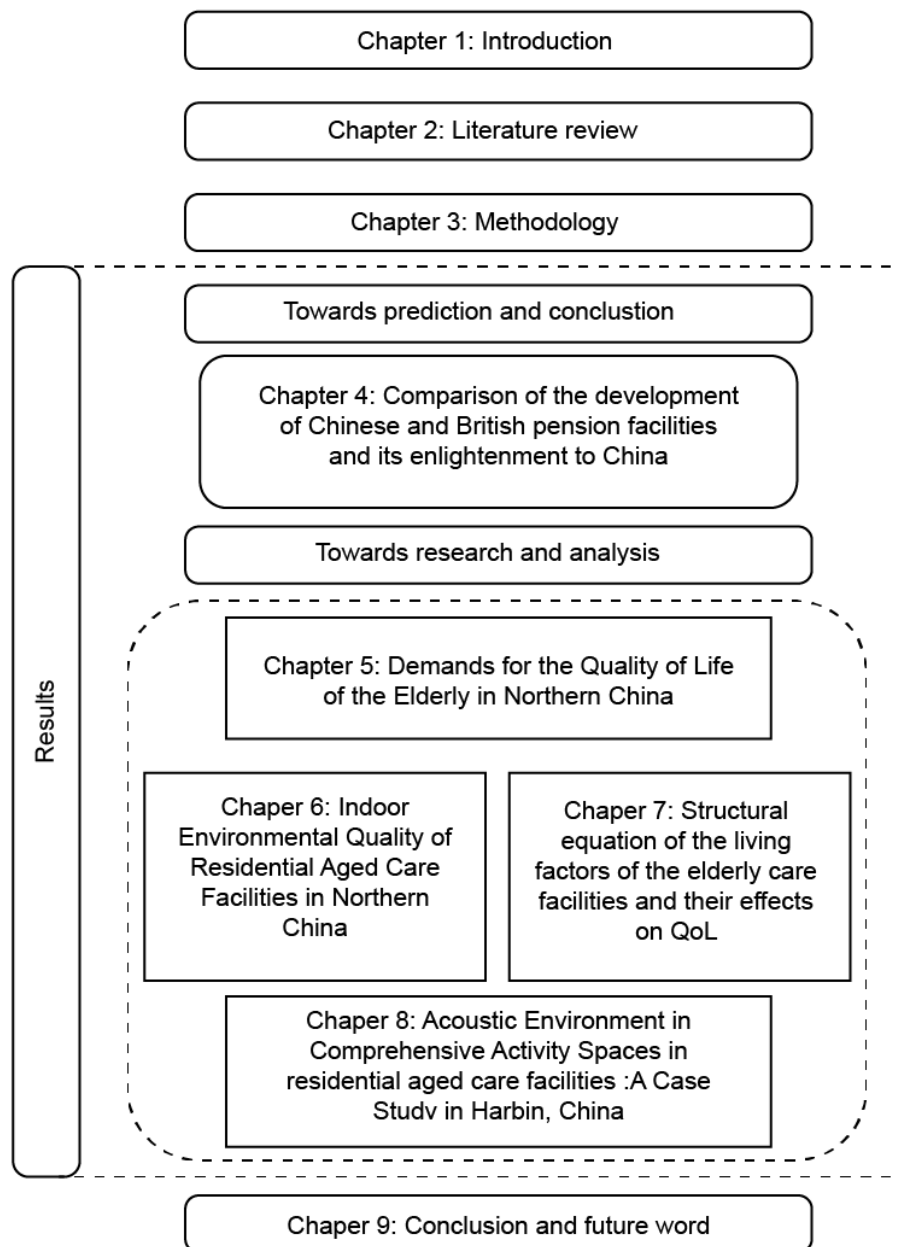 Chapter 1: Introduction
Chapter 2: Literature review
Chapter 3: Methodology
Results
Towards prediction and proclustion
Chapter 4: Comparison of the development
of Chinese and British pension facilities
and its enlightenment to China
Towards research and analysis
Chapter 5: Demands for the Quality of Life
of the Elderly in Northern China
Chaper 6: Indoor
Environmental Quality of
Residential Aged Care
Facilities in Northern
China
Chaper 7: Structural
equation of the living
factors of the elderly care
facilities and their effects
on QoL
Chaper 8: Acoustic Environment in
Comprehensive Activity Spaces in
residential aged care facilities :A Case
Study in Harbin, China
Chaper 9: Conclusion and future word